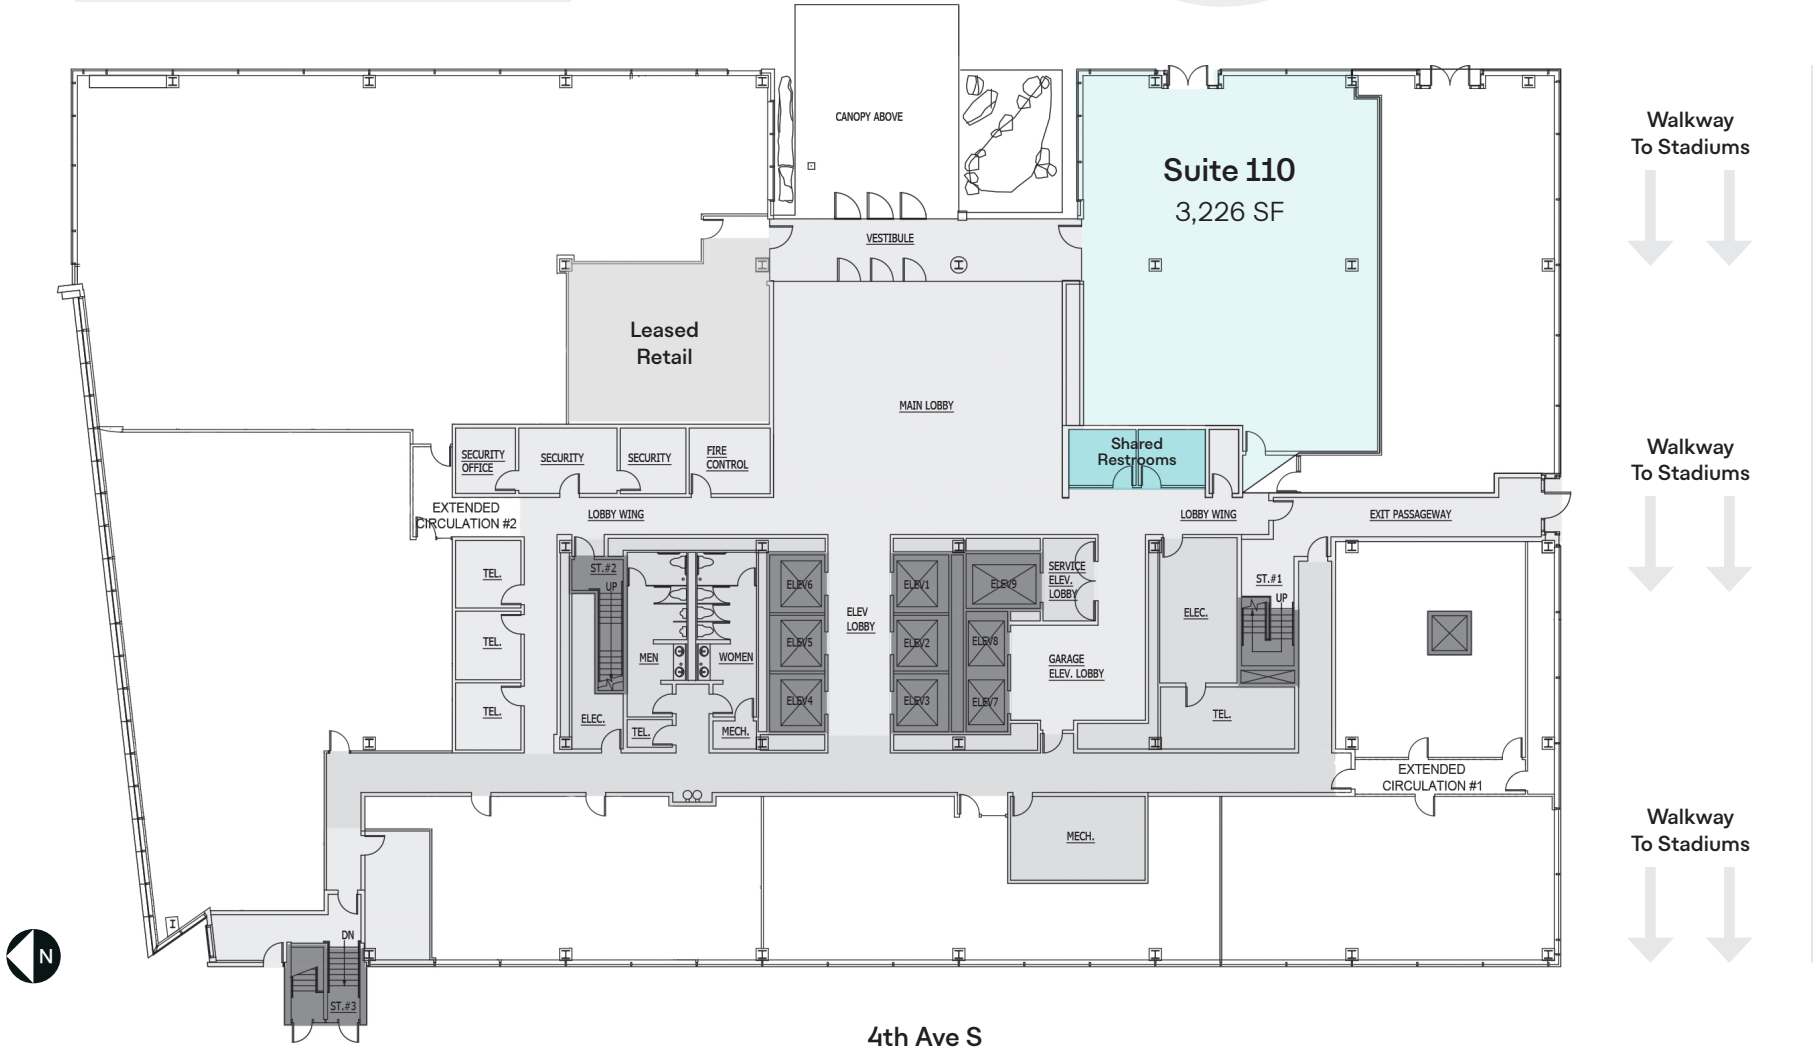 CANOPY ABOVE
Walkway
To Stadiums
Suite 110
3,226 SF
VESTIBULE
Leased
Retail
MAIN LOBBY
SECURITY
OFFICE
SECURITY
SECURITY
FIRE
CONTROL
Shared
Restrooms
Walkway
To Stadiums
EXTENDED
CIRCULATION #2
LOBBY WING
LOBBY WING
EXIT PASSAGEWAY
TEL.
ST.#2
UP
ELEV6
ELEV1
ELEV9
SERVICE
ELEV.
LOBBY
ST.#1
UP
ELEV
LOBBY
ELEC.
TEL.
MEN
WOMEN
ELEV5
ELEV2
ELEV8
GARAGE
ELEV. LOBBY
TEL.
ELEC.
TEL.
MECH.
ELEV4
ELEV3
ELEV7
TEL.
EXTENDED
CIRCULATION #1
MECH.
Walkway
To Stadiums
N
DN
ST.#3
4th Ave S